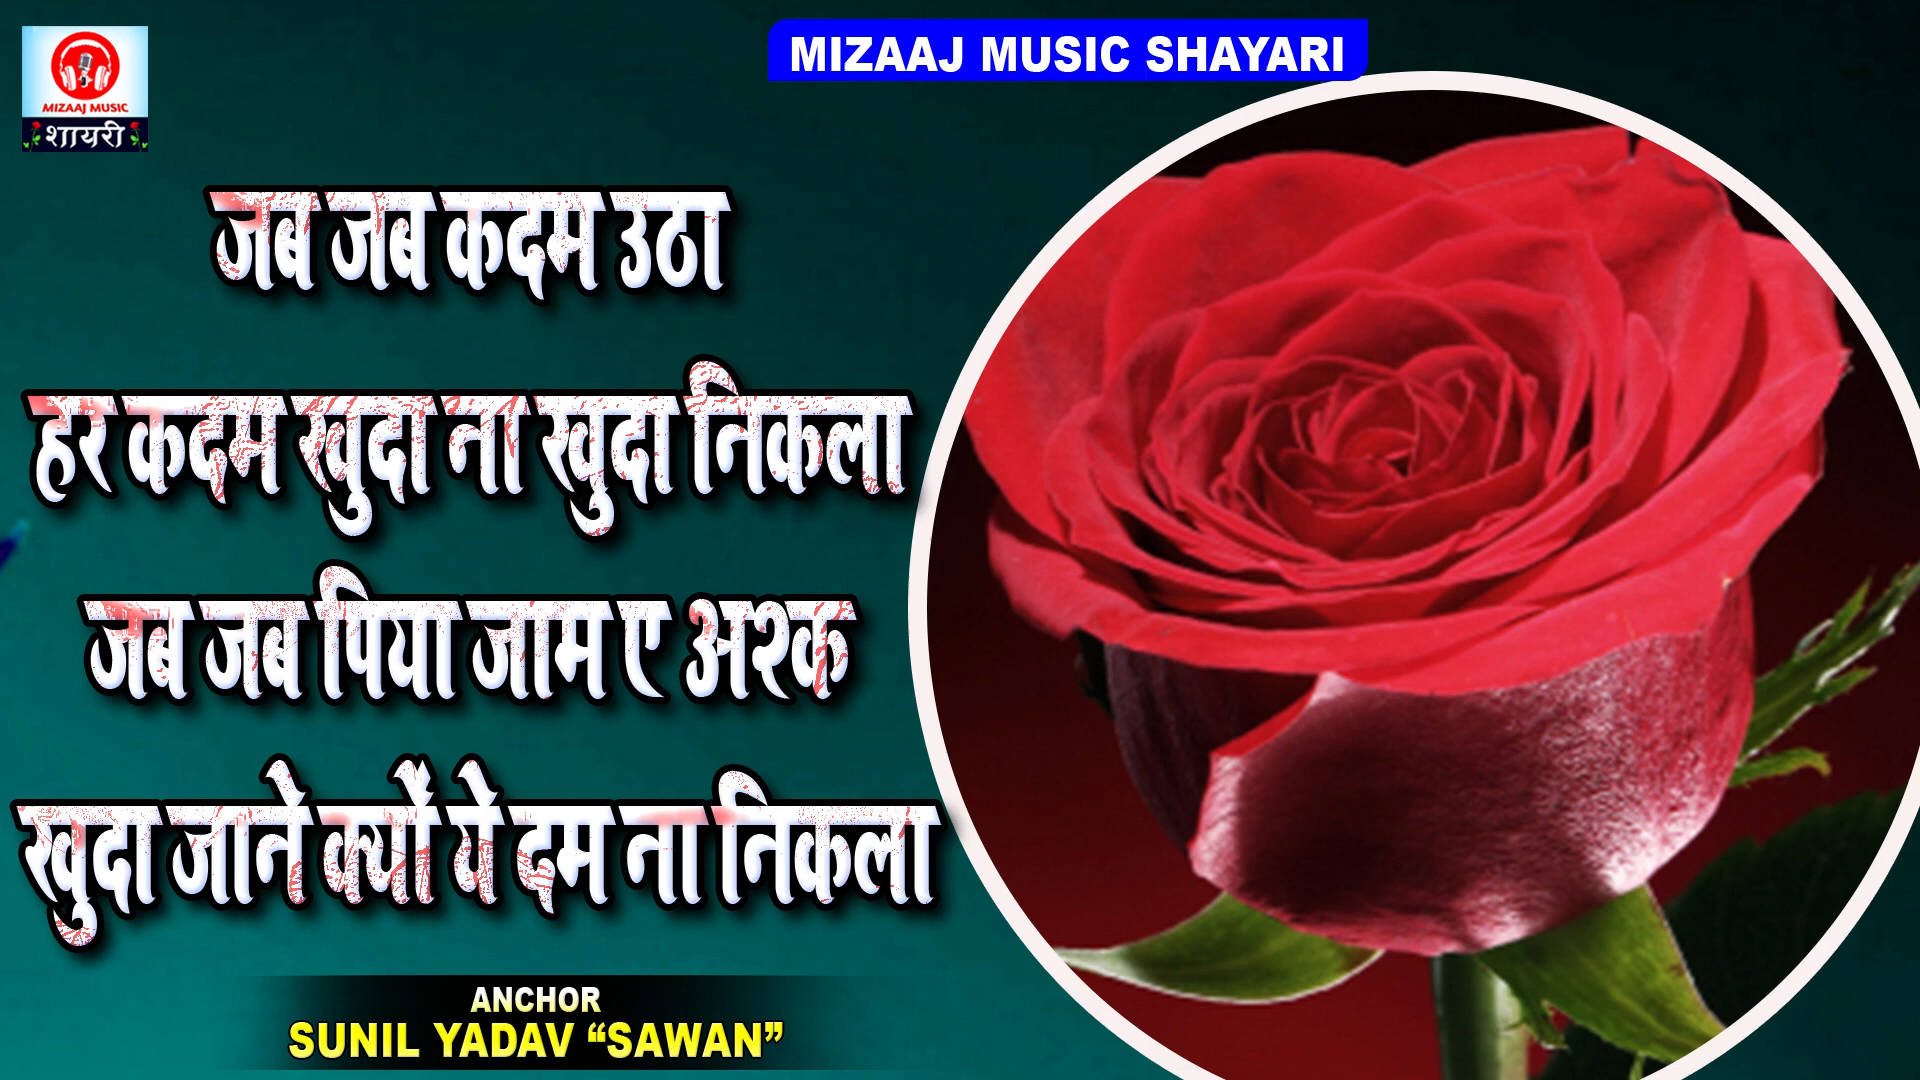 MIZAAJ MUSIC SHAYARI
MIZAAJ MUSIC
शायरी
जब जब कदम उठा
हर कदम खुदा ना खुदा निकला
जब जब पिया जाम ए अश्क
खुदा जाने क्यों ये दम ना निकला
ANCHOR
SUNIL YADAV “SAWAN”